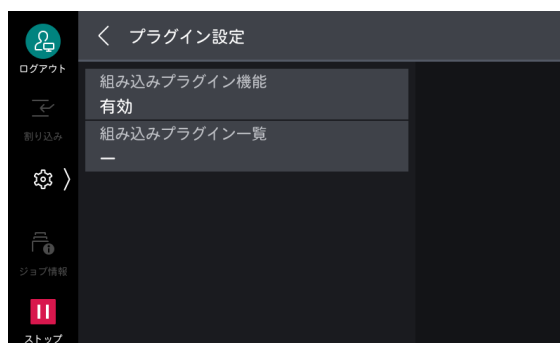 プラグイン設定
ログアウト
割り込み
ジョブ情報
ストップ
組み込みプラグイン機能
有効
組み込みプラグイン一覧
ー